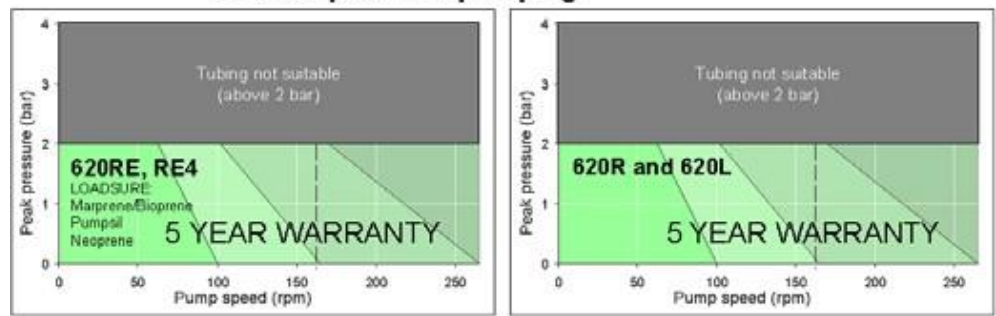 4
3
2
1
0
Peak pressure (bar)
Tubing not suitable
(above 2 bar)
620RE, RE4
LOADSURE:
Marprene/Bioprene
Pumpsil
Neoprene
5 YEAR WARRANTY
0 50 100 150 200 250
Pump speed (rpm)
4
3
2
1
0
Peak pressure (bar)
Tubing not suitable
(above 2 bar)
620R and 620L
5 YEAR WARRANTY
0 50 100 150 200 250
Pump speed (rpm)